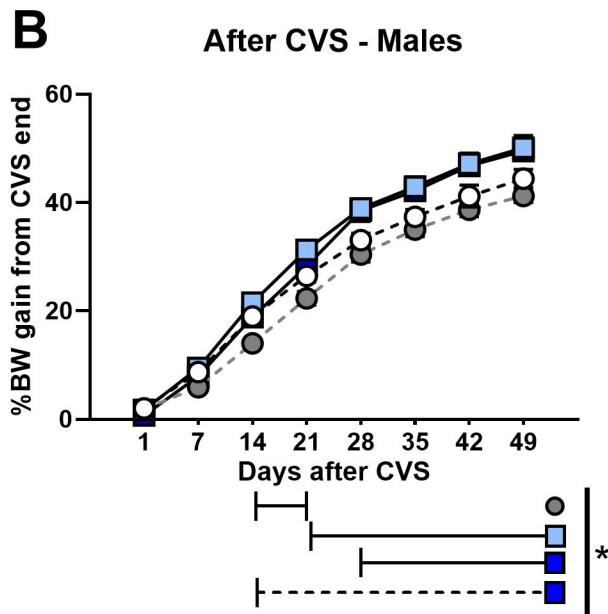 B
After CVS - Males
%BW gain from CVS end
60
40
20
0
1 7 14 21 28 35 42 49
Days after CVS
*